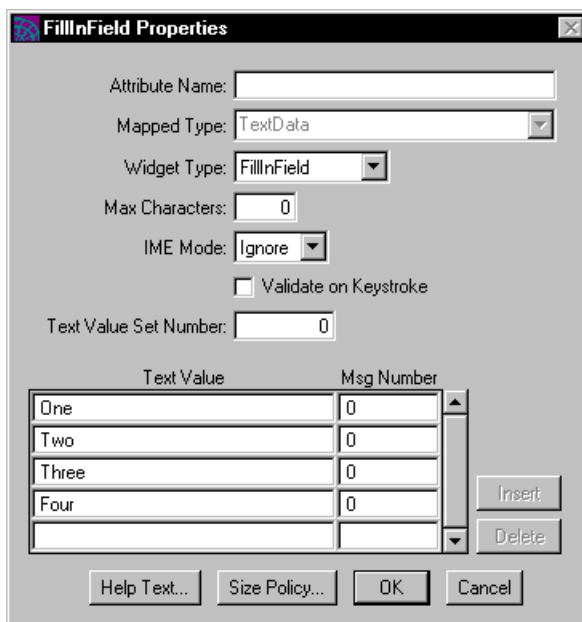 FillInField Properties
Attribute Name:
Mapped Type: TextData
Widget Type: FillInField
Max Characters: 0
IME Mode: Ignore
Validate on Keystroke
Text Value Set Number: 0
Text Value Msg Number
One 0
Two 0
Three 0
Four 0
Insert
Delete
Help Text... Size Policy... OK Cancel